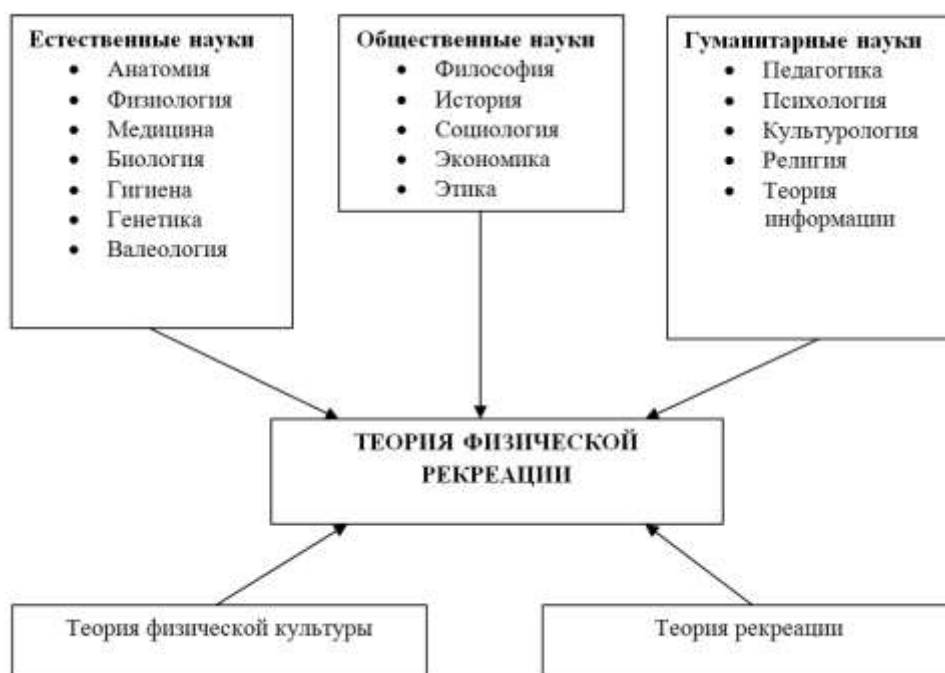 Естественные науки
• Анатомия
• Физиология
• Медицина
• Биология
• Гигиена
• Генетика
• Валеология
Общественные науки
• Философия
• История
• Социология
• Экономика
• Этика
Гуманитарные науки
• Педагогика
• Психология
• Культурология
• Религия
• Теория
информации
ТЕОРИЯ ФИЗИЧЕСКОЙ
РЕКРЕАЦИИ
Теория физической культуры
Теория рекреации